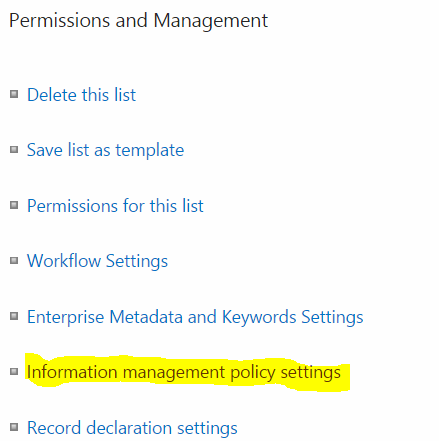 Permissions and Management
Delete this list
Save list as template
Permissions for this list
Workflow Settings
Enterprise Metadata and Keywords Settings
Information management policy settings
Record declaration settings